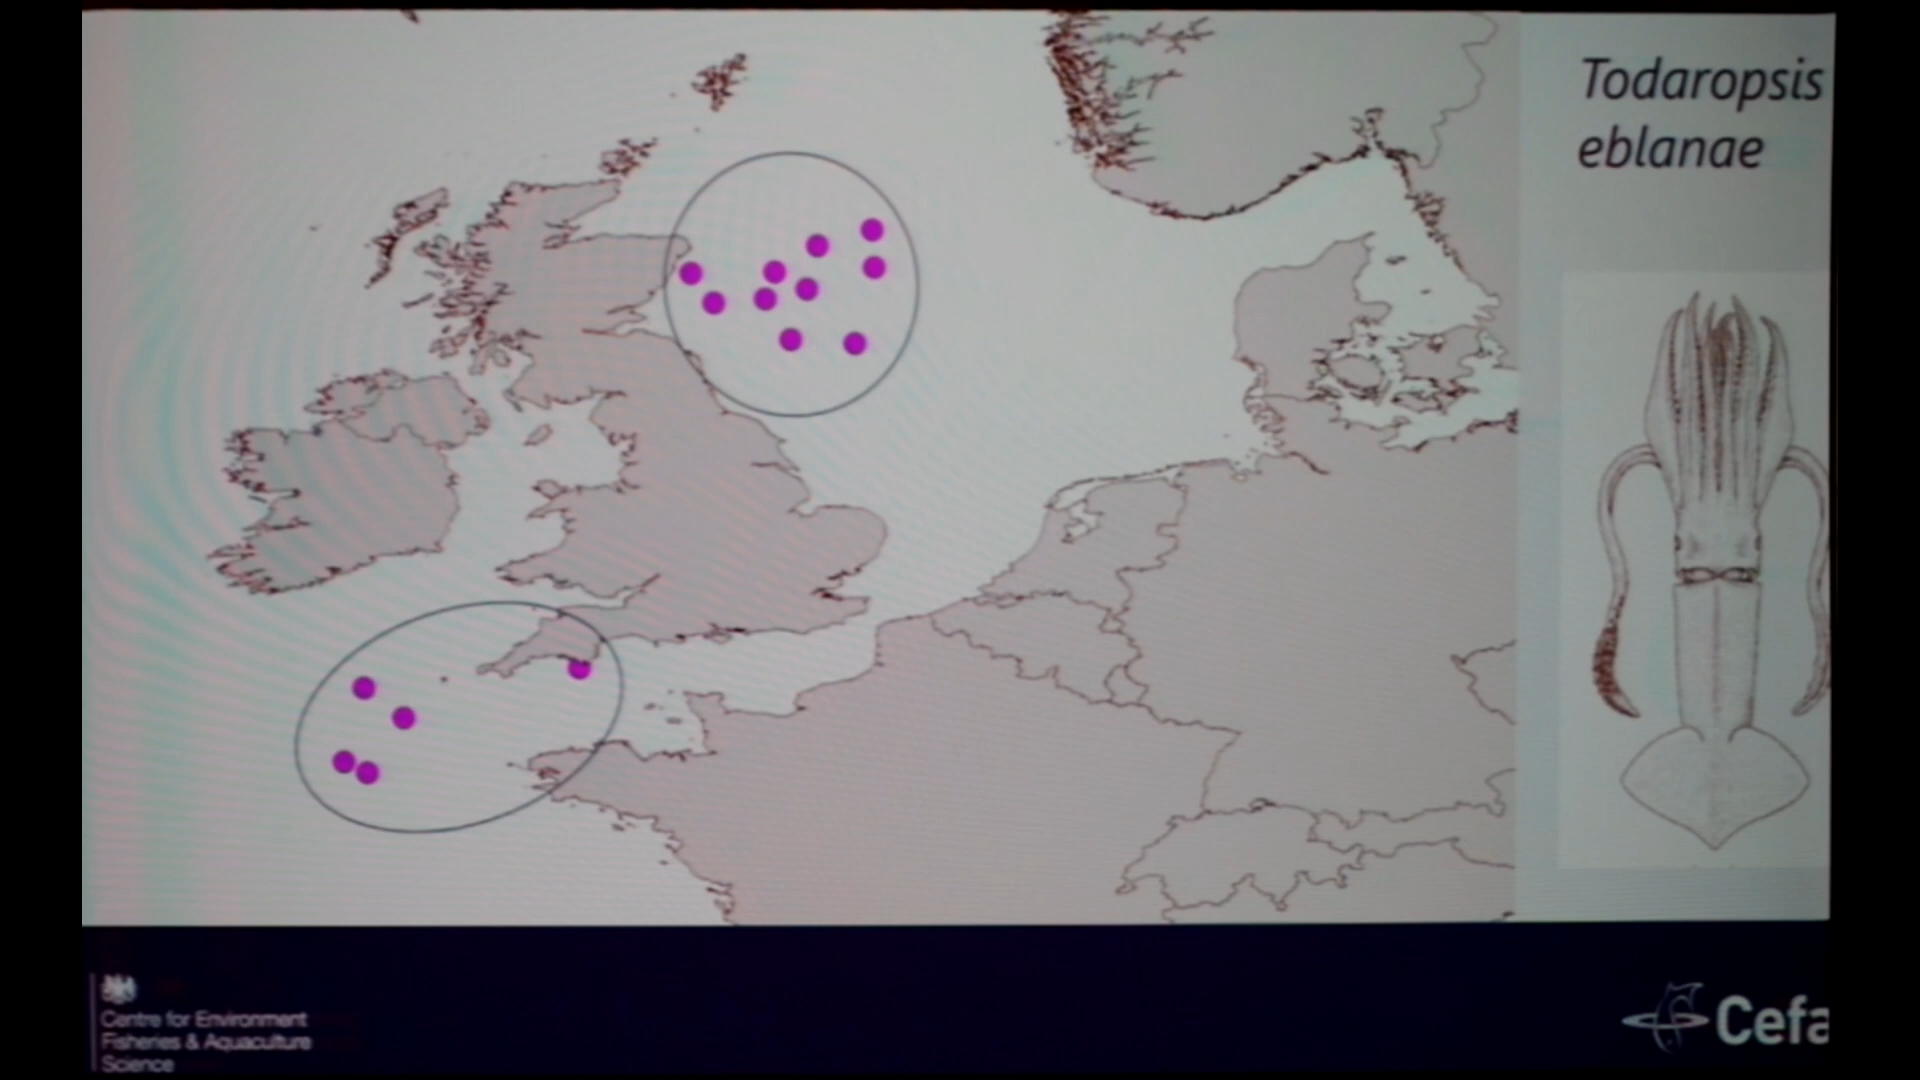 Todaropsis
eblanae
Centre for Environment
Fisheries & Aquaculture
Science
Cefa